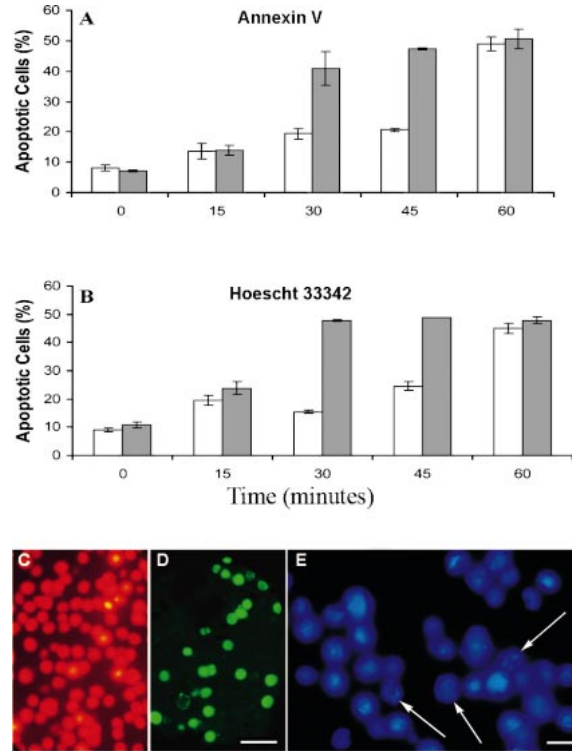 A
Annexin V
Apoptotic Cells (%)
60
50
40
30
20
10
0
0 15 30 45 60
B
Hoescht 33342
Apoptotic Cells (%)
60
50
40
30
20
10
0
0 15 30 45 60
Time (minutes)
C D E